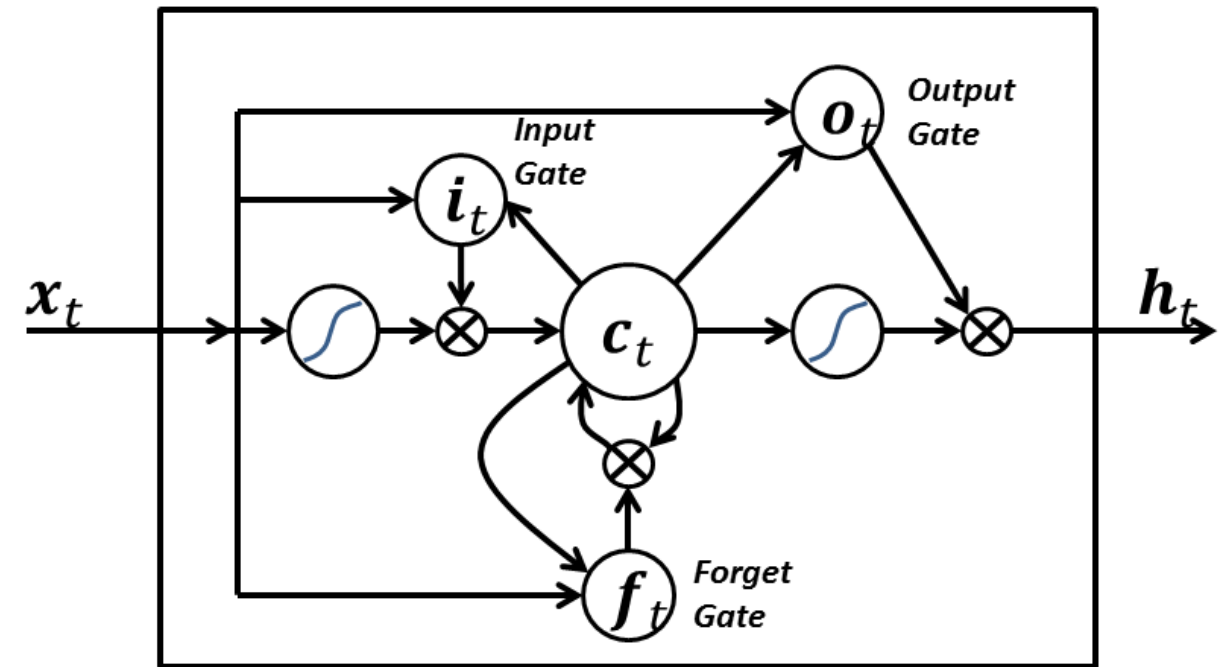 Output
Gate
o_t
Input
Gate
i_t
x_t
c_t
h_t
Forget
Gate
f_t